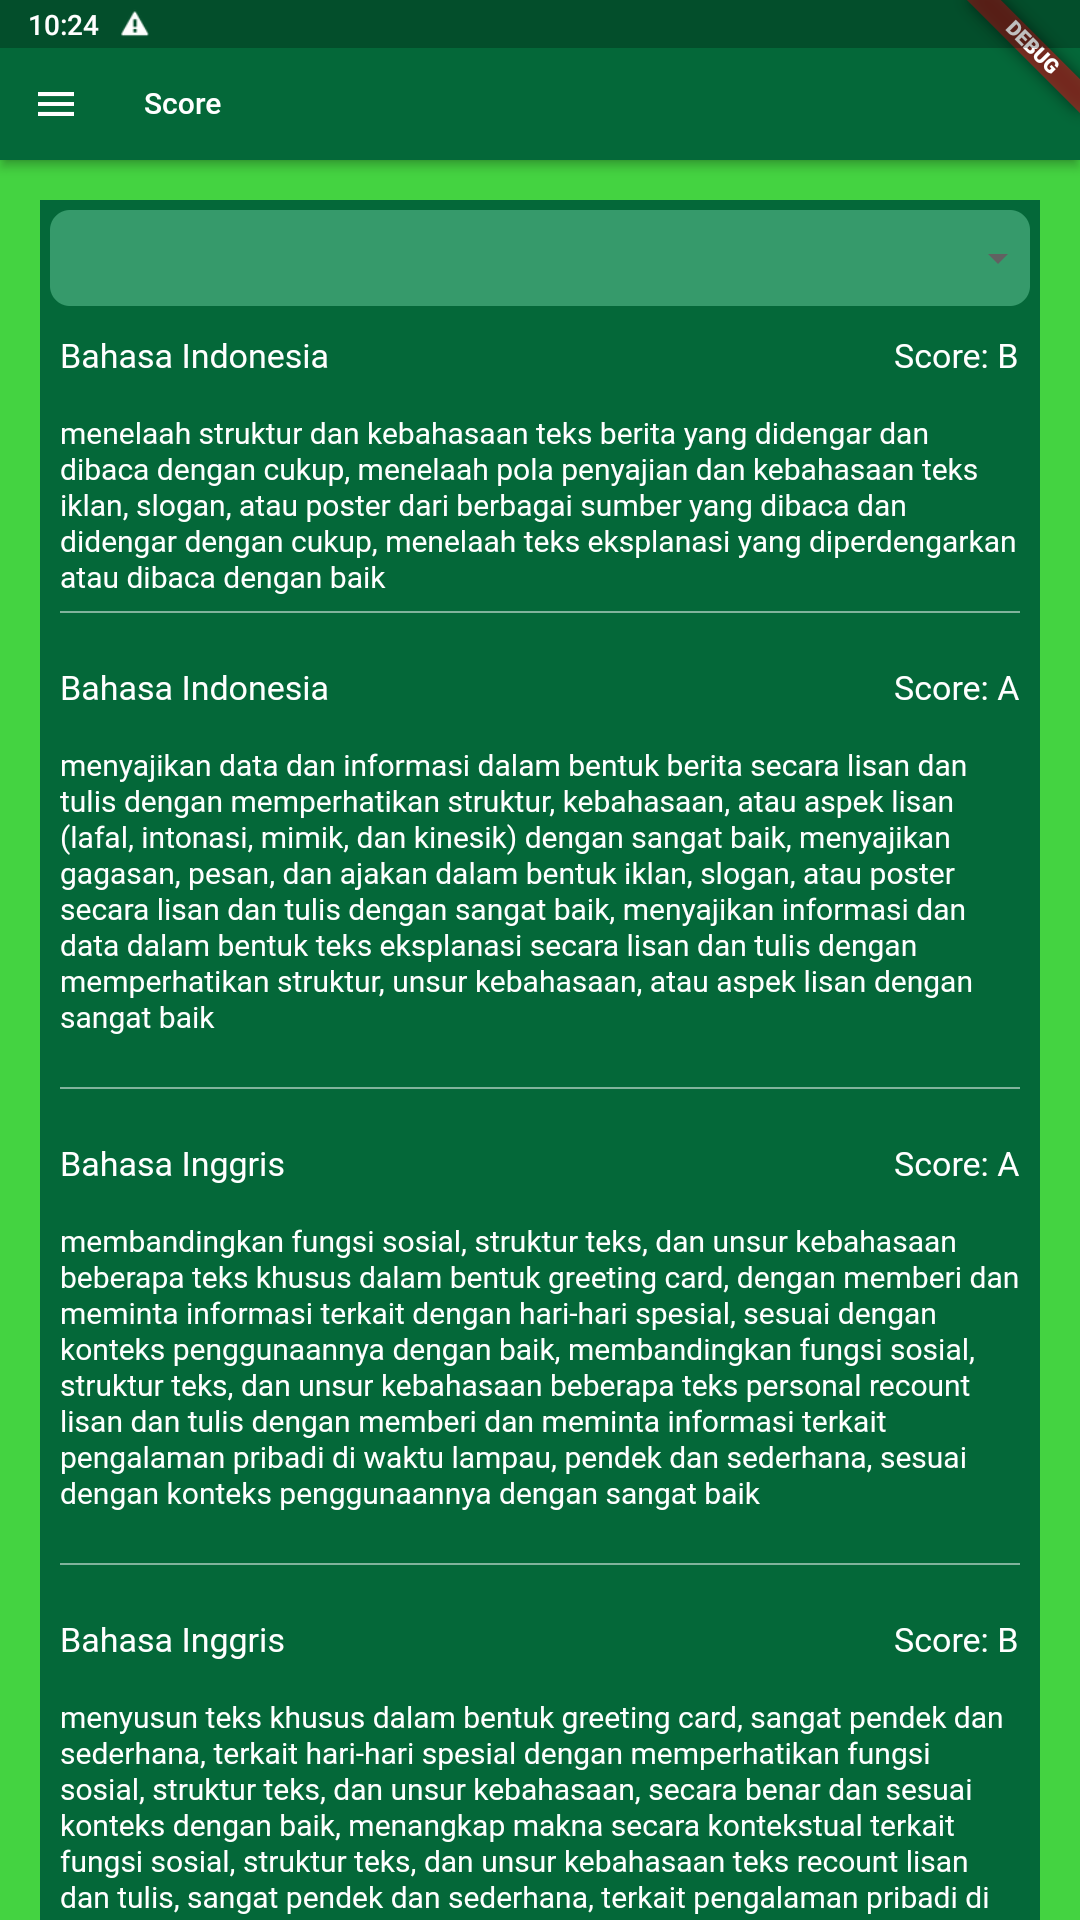 10:24
DEBUG
Score
Bahasa Indonesia Score: B
menelaah struktur dan kebahasaan teks berita yang didengar dan
dibaca dengan cukup, menelaah pola penyajian dan kebahasaan teks
iklan, slogan, atau poster dari berbagai sumber yang dibaca dan
didengar dengan cukup, menelaah teks eksplanasi yang diperdengarkan
atau dibaca dengan baik
Bahasa Indonesia Score: A
menyajikan data dan informasi dalam bentuk berita secara lisan dan
tulis dengan memperhatikan struktur, kebahasaan, atau aspek lisan
(lafal, intonasi, mimik, dan kinesik) dengan sangat baik, menyajikan
gagasan, pesan, dan ajakan dalam bentuk iklan, slogan, atau poster
secara lisan dan tulis dengan sangat baik, menyajikan informasi dan
data dalam bentuk teks eksplanasi secara lisan dan tulis dengan
memperhatikan struktur, unsur kebahasaan, atau aspek lisan dengan
sangat baik
Bahasa Inggris Score: A
membandingkan fungsi sosial, struktur teks, dan unsur kebahasaan
beberapa teks khusus dalam bentuk greeting card, dengan memberi dan
meminta informasi terkait dengan hari-hari spesial, sesuai dengan
konteks penggunaannya dengan baik, membandingkan fungsi sosial,
struktur teks, dan unsur kebahasaan beberapa teks personal recount
lisan dan tulis dengan memberi dan meminta informasi terkait
pengalaman pribadi di waktu lampau, pendek dan sederhana, sesuai
dengan konteks penggunaannya dengan sangat baik
Bahasa Inggris Score: B
menyusun teks khusus dalam bentuk greeting card, sangat pendek dan
sederhana, terkait hari-hari spesial dengan memperhatikan fungsi
sosial, struktur teks, dan unsur kebahasaan, secara benar dan sesuai
konteks dengan baik, menangkap makna secara kontekstual terkait
fungsi sosial, struktur teks, dan unsur kebahasaan teks recount lisan
dan tulis, sangat pendek dan sederhana, terkait pengalaman pribadi di